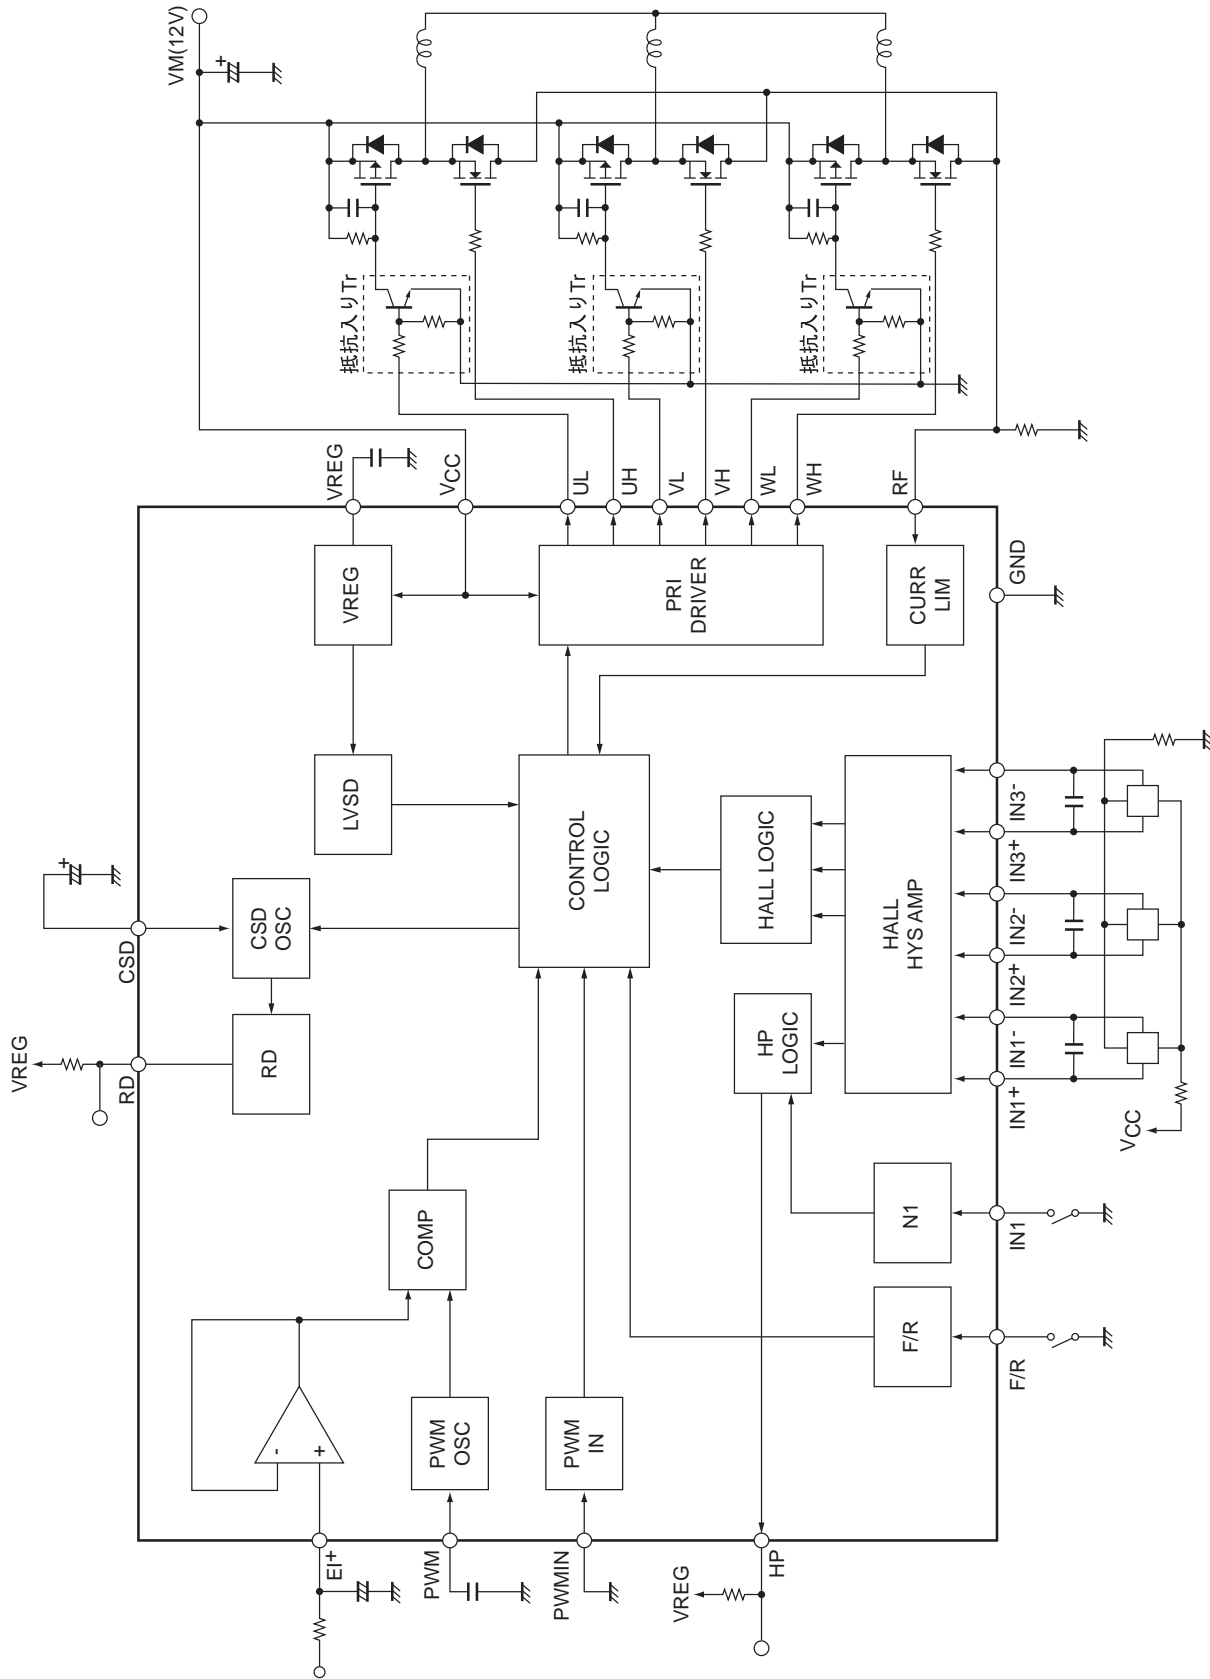 VREG
RD
CSD
+
VM(12V)
+
RD
CSD
OSC
-
+
EI+
LVSD
VREG
VREG
抵抗入りTr
COMP
PWM
PWM
OSC
VCC
PWMIN
PWM
IN
CONTROL
LOGIC
UL
抵抗入りTr
UH
VL
PRI
DRIVER
VH
VREG
HP
HP
LOGIC
HALL LOGIC
WL
WH
抵抗入りTr
HALL
HYS AMP
RF
F/R
N1
CURR
LIM
F/R
IN1
IN1+
IN1-
IN2+
IN2-
IN3+
IN3-
GND
VCC